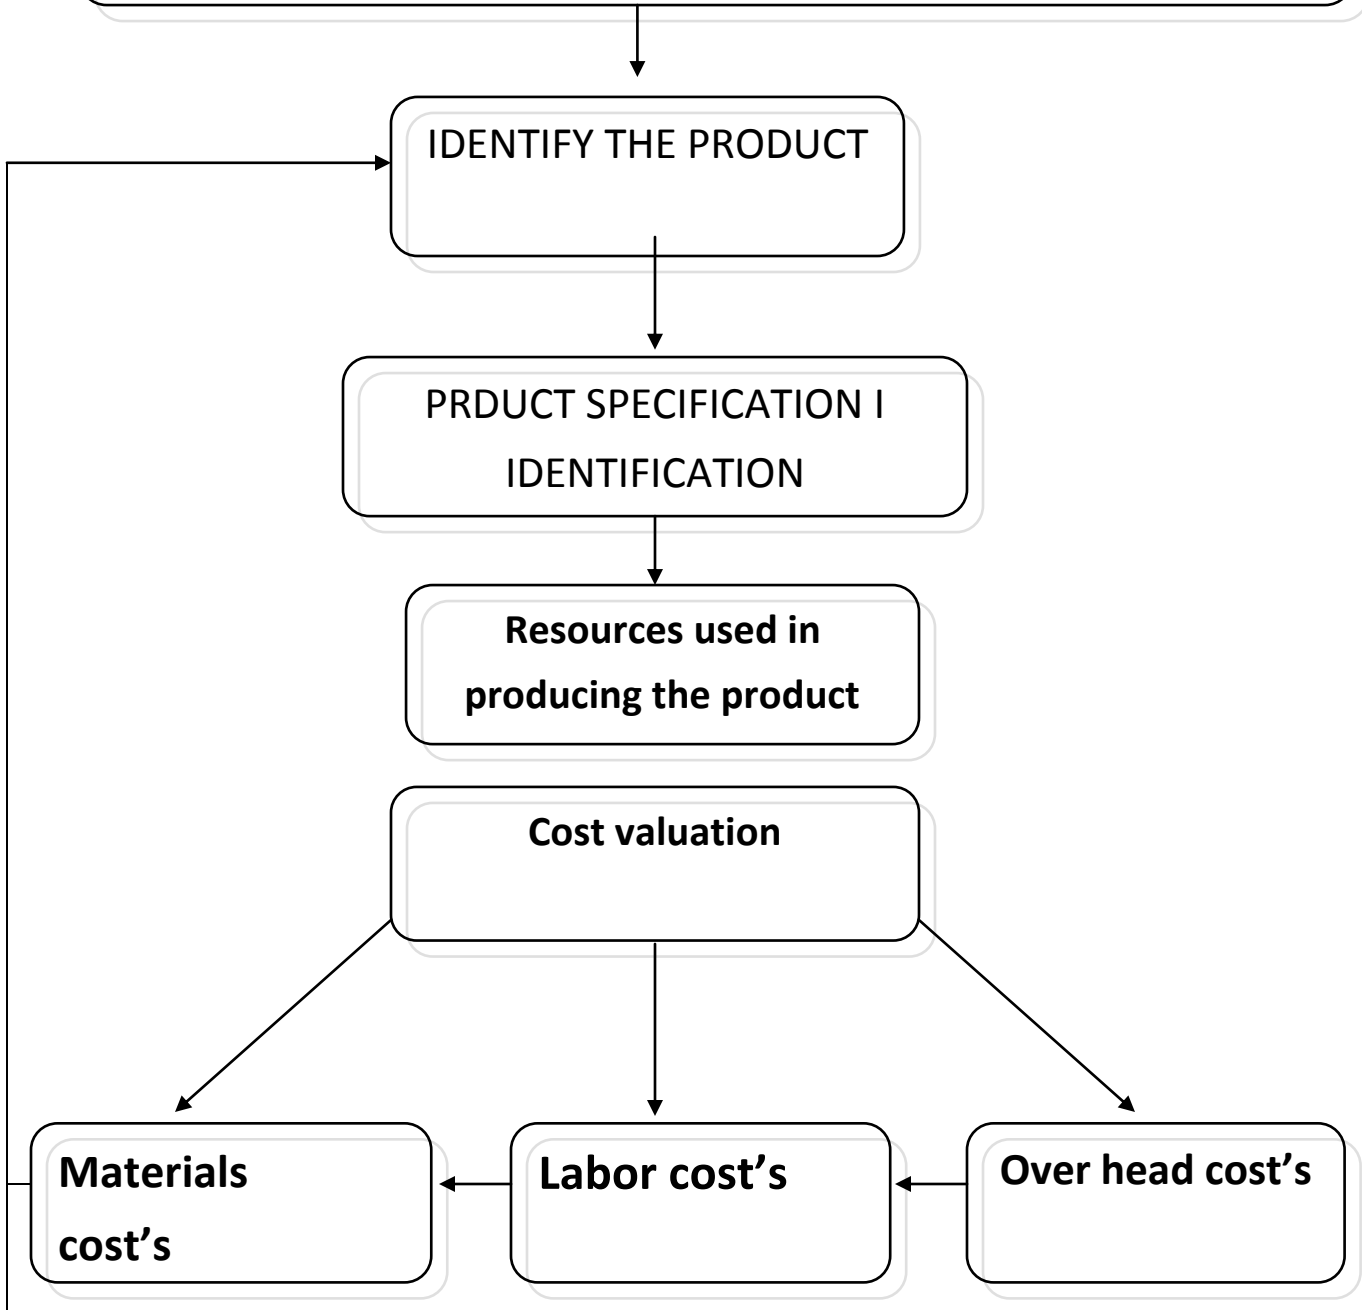 IDENTIFY THE PRODUCT
PRDUCT SPECIFICATION I
IDENTIFICATION
Resources used in
producing the product
Cost valuation
Materials
cost’s
Labor cost’s
Over head cost’s